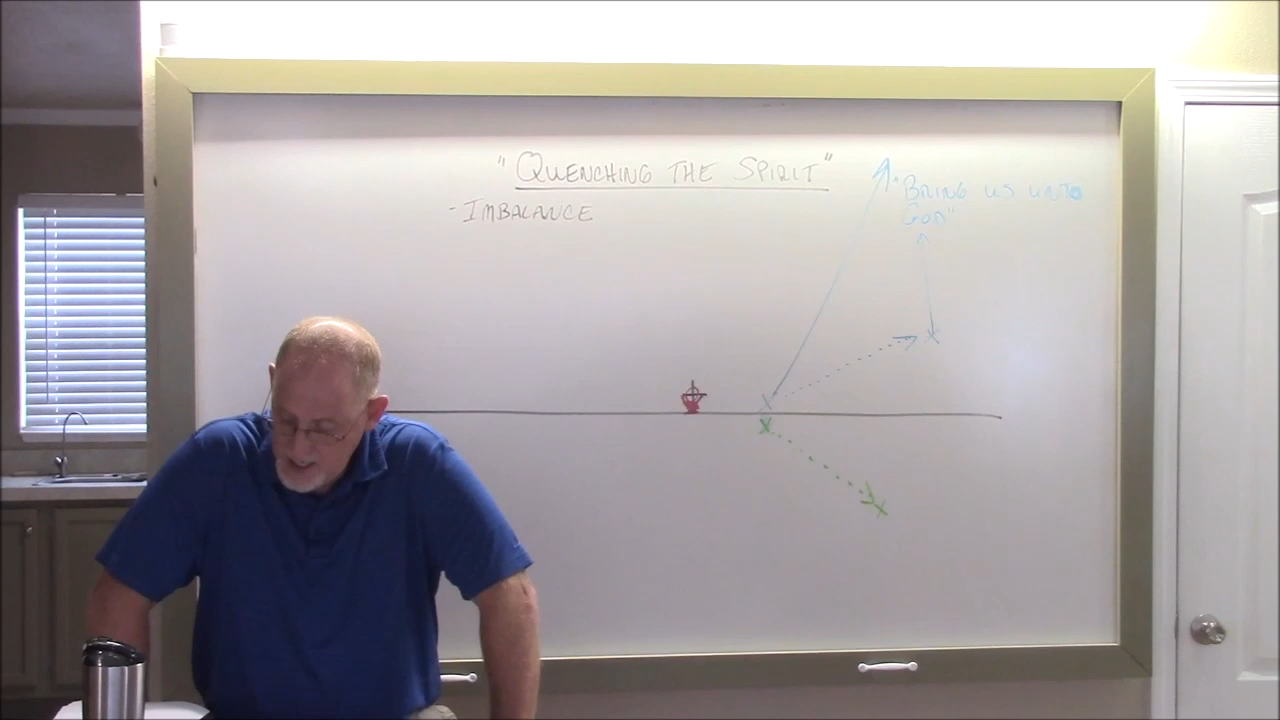 "QUENCHING THE SPIRIT"
- IMBALANCE
"BRING US UNTO
GOD"